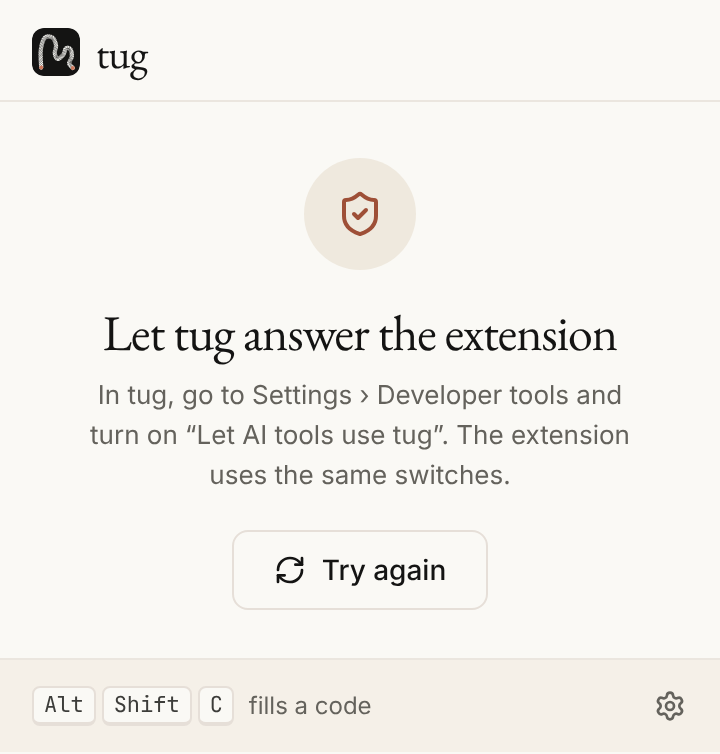 tug
Let tug answer the extension
In tug, go to Settings › Developer tools and
turn on “Let AI tools use tug”. The extension
uses the same switches.
Try again
Alt Shift C fills a code